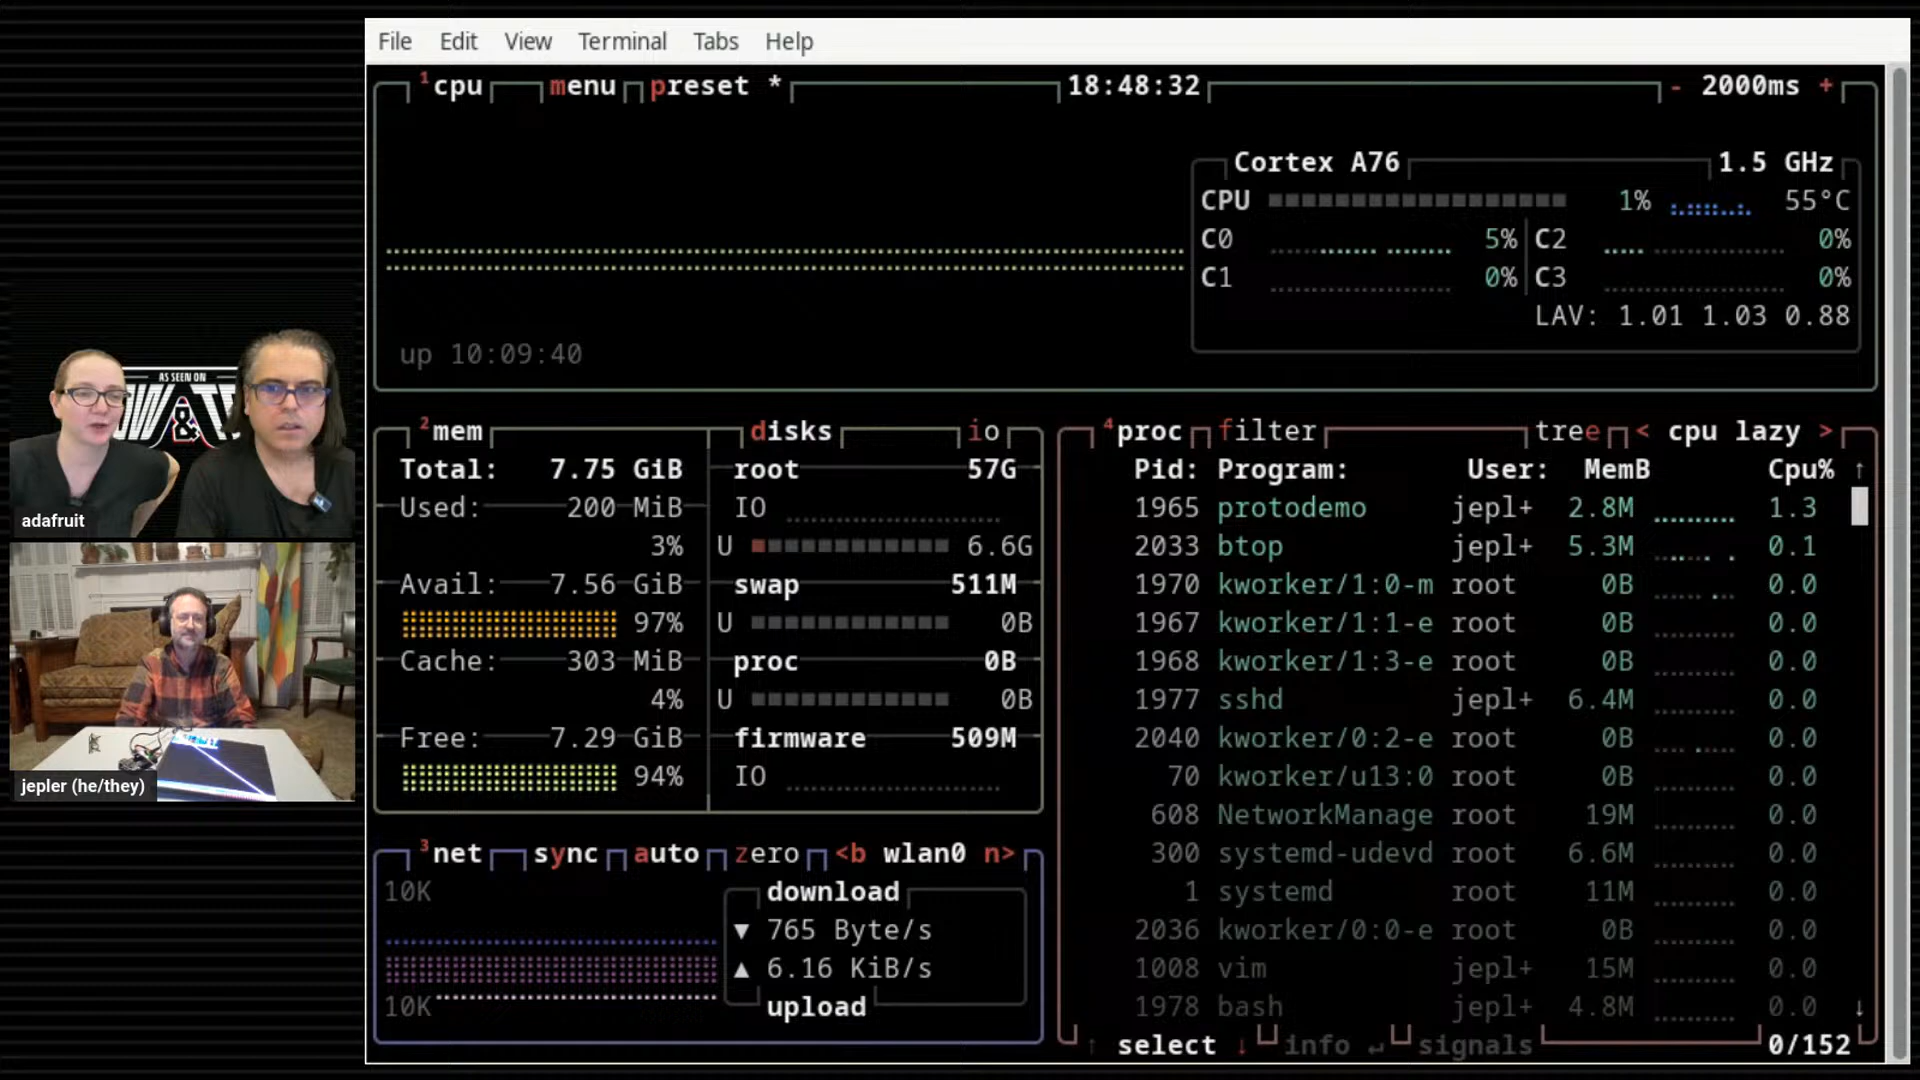 File Edit View Terminal Tabs Help
1cpu menu preset * 18:48:32 - 2000ms +
Cortex A76 1.5 GHz
CPU 1% 55°C
C0 5% C2 0%
C1 0% C3 0%
LAV: 1.01 1.03 0.88
up 10:09:40
AS SEEN ON
adafruit
jepler (he/they)
2mem disks io
Total: 7.75 GiB root 57G
Used: 200 MiB IO
3% U 6.6G
Avail: 7.56 GiB swap 511M
97% U 0B
Cache: 303 MiB proc 0B
4% U 0B
Free: 7.29 GiB firmware 509M
94% IO
3net sync auto zero <b wlan0 n>
10K download
▼ 765 Byte/s
▲ 6.16 KiB/s
10K upload
4proc filter tree < cpu lazy >
Pid: Program: User: MemB Cpu% ↑
1965 protodemo jepl+ 2.8M 1.3
2033 btop jepl+ 5.3M 0.1
1970 kworker/1:0-m root 0B 0.0
1967 kworker/1:1-e root 0B 0.0
1968 kworker/1:3-e root 0B 0.0
1977 sshd jepl+ 6.4M 0.0
2040 kworker/0:2-e root 0B 0.0
70 kworker/u13:0 root 0B 0.0
608 NetworkManage root 19M 0.0
300 systemd-udevd root 6.6M 0.0
1 systemd root 11M 0.0
2036 kworker/0:0-e root 0B 0.0
1008 vim jepl+ 15M 0.0
1978 bash jepl+ 4.8M 0.0 ↓
↑ select ↓ info ↵ signals 0/152